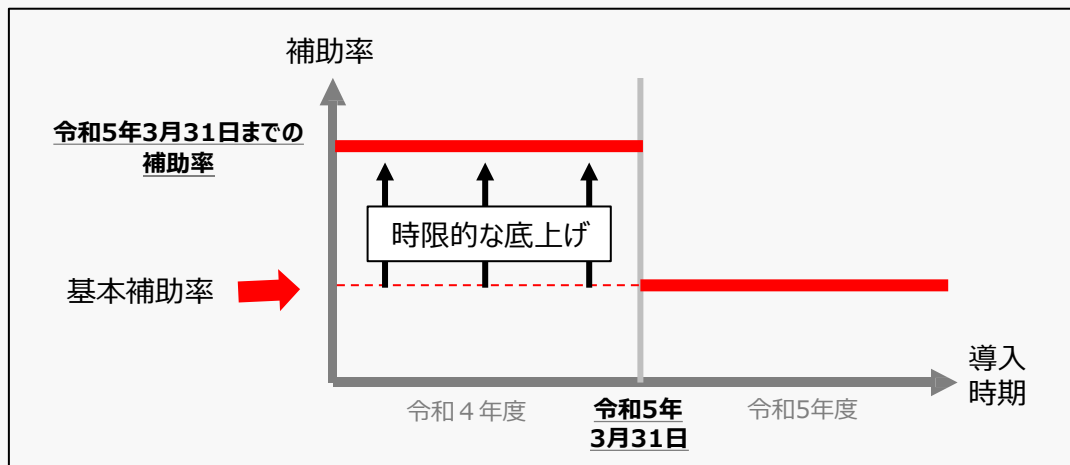 補助率
令和5年3月31日までの
補助率
時限的な底上げ
基本補助率
導入
時期
令和４年度
令和5年
3月31日
令和5年度